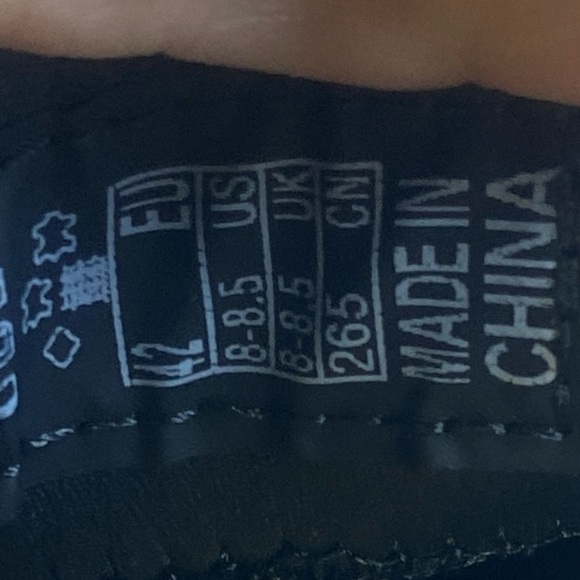 EU 42
US 8-8.5
UK 8-8.5
CN 265
MADE IN
CHINA